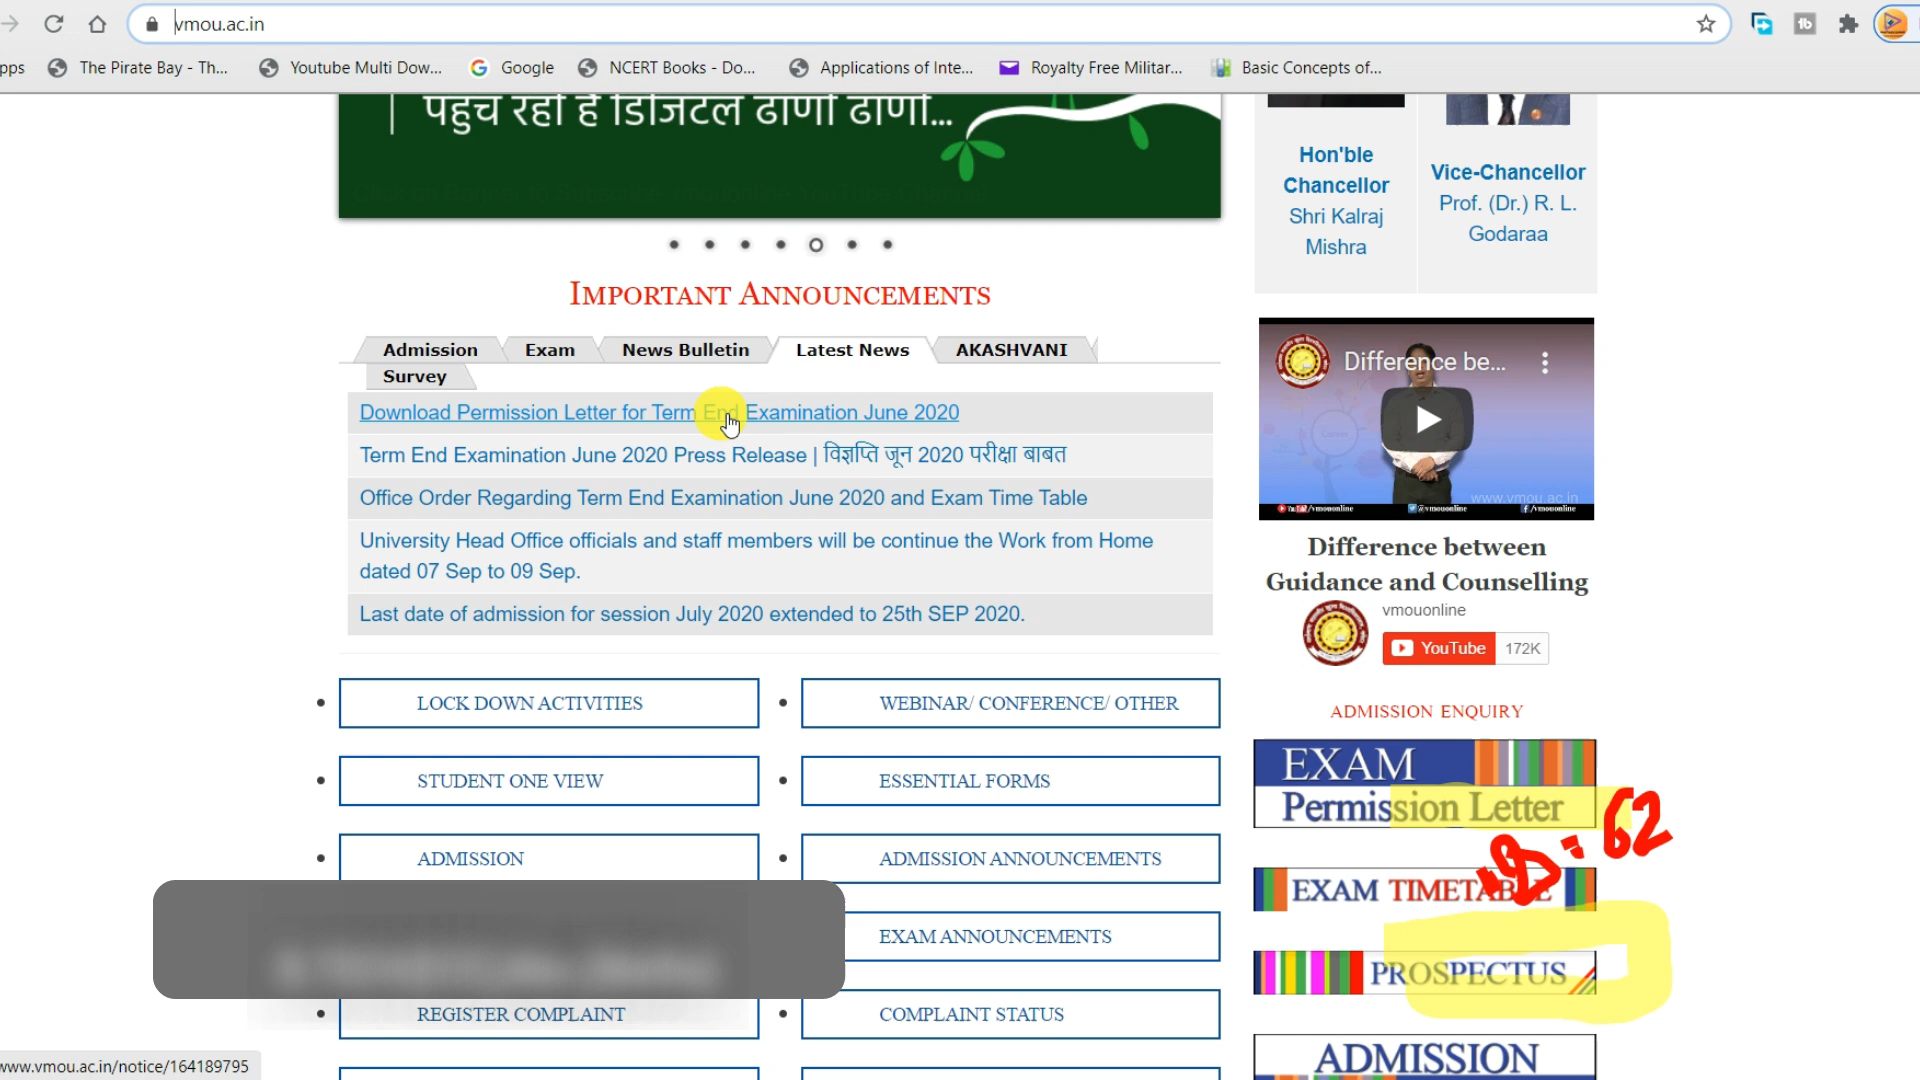 vmou.ac.in
pps
The Pirate Bay - Th...
Youtube Multi Dow...
Google
NCERT Books - Do...
Applications of Inte...
Royalty Free Militar...
Basic Concepts of...
पहुंच रही है डिजिटल ढाणी ढाणी...
Hon'ble
Chancellor
Shri Kalraj
Mishra
Vice-Chancellor
Prof. (Dr.) R. L.
Godaraa
IMPORTANT ANNOUNCEMENTS
Admission
Exam
News Bulletin
Latest News
AKASHVANI
Survey
Download Permission Letter for Term End Examination June 2020
Term End Examination June 2020 Press Release | विज्ञप्ति जून 2020 परीक्षा बाबत
Office Order Regarding Term End Examination June 2020 and Exam Time Table
University Head Office officials and staff members will be continue the Work from Home
dated 07 Sep to 09 Sep.
Last date of admission for session July 2020 extended to 25th SEP 2020.
Difference be...
www.vmou.ac.in
YouTube/vmouonline
@vmouonline
/vmouonline
Difference between
Guidance and Counselling
vmouonline
YouTube
172K
ADMISSION ENQUIRY
LOCK DOWN ACTIVITIES
WEBINAR/ CONFERENCE/ OTHER
STUDENT ONE VIEW
ESSENTIAL FORMS
ADMISSION
ADMISSION ANNOUNCEMENTS
EXAM ANNOUNCEMENTS
REGISTER COMPLAINT
COMPLAINT STATUS
EXAM
Permission Letter
: 62
EXAM TIMETABLE
PROSPECTUS
ADMISSION
www.vmou.ac.in/notice/164189795